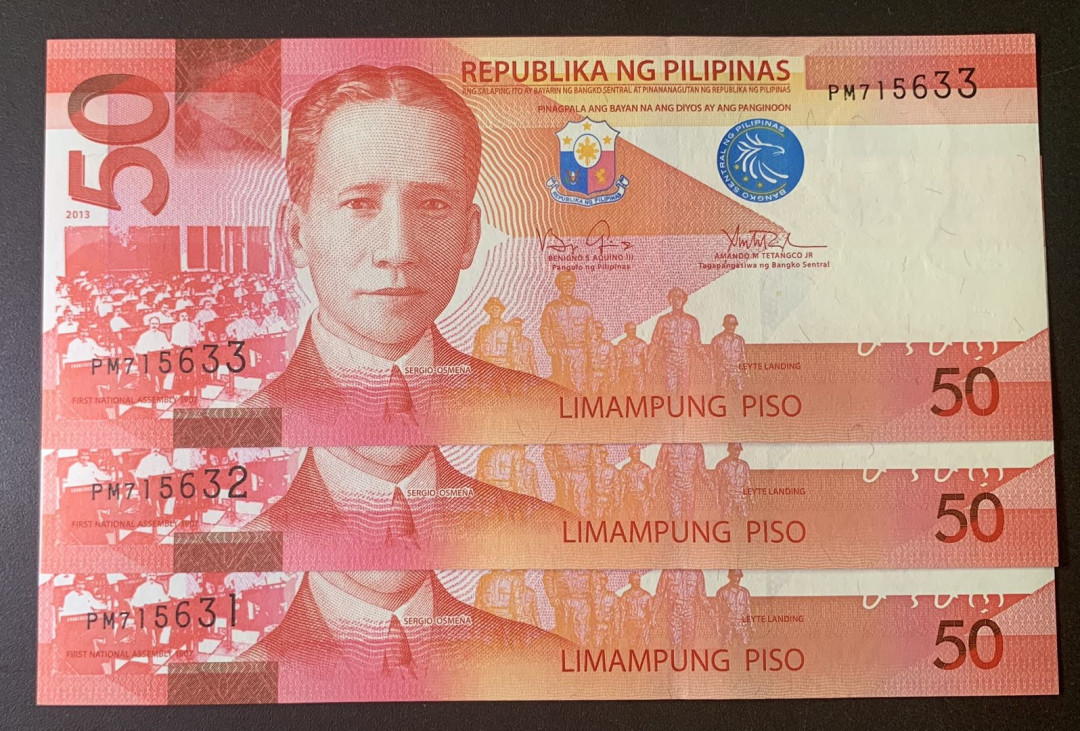 50
2013
REPUBLIKA NG PILIPINAS
ANG SALAPING ITO AY BAYARIN NG BANGKO SENTRAL AT PINANANAGUTAN NG REPUBLIKA NG PILIPINAS
PINAGPALA ANG BAYAN NA ANG DIYOS AY ANG PANGINOON
PM715633
REPUBLIKA NG PILIPINAS
BANGKO SENTRAL NG PILIPINAS
BENIGNO S AQUINO III
Pangulo ng Pilipinas
AMANDO M TETANGCO JR
Tagapangasiwa ng Bangko Sentral
PM715633
SERGIO OSMEÑA
LEYTE LANDING
FIRST NATIONAL ASSEMBLY 1907
LIMAMPUNG PISO
50
PM715632
SERGIO OSMEÑA
LEYTE LANDING
FIRST NATIONAL ASSEMBLY 1907
LIMAMPUNG PISO
50
PM715631
SERGIO OSMEÑA
LEYTE LANDING
FIRST NATIONAL ASSEMBLY 1907
LIMAMPUNG PISO
50